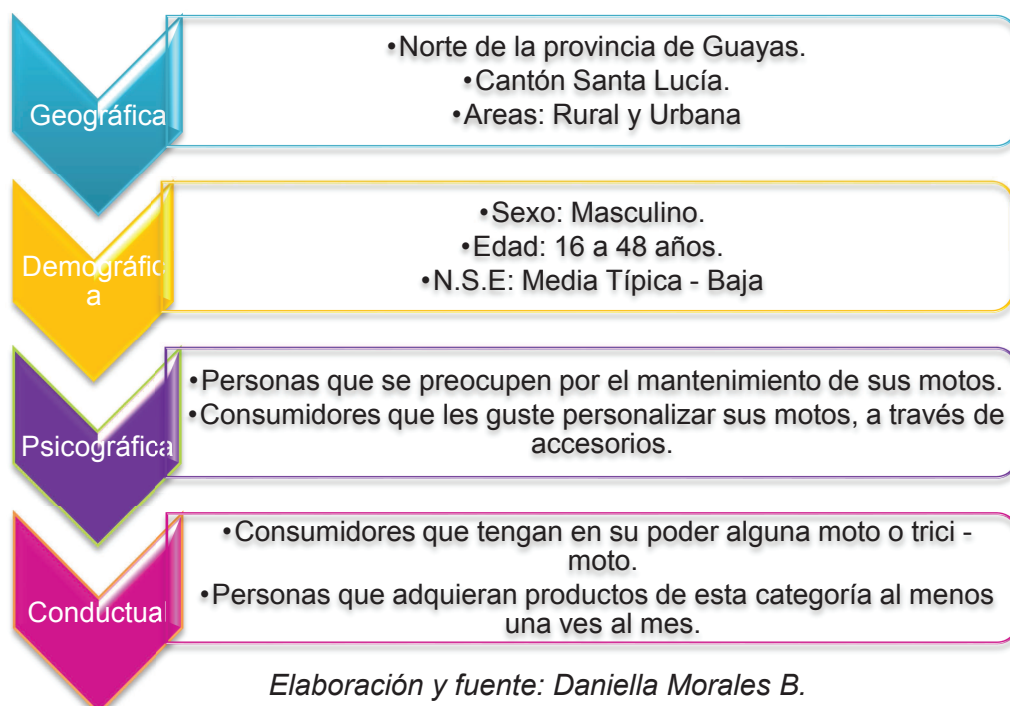 Geográfica
•Norte de la provincia de Guayas.
•Cantón Santa Lucía.
•Areas: Rural y Urbana
Demográfic
a
•Sexo: Masculino.
•Edad: 16 a 48 años.
•N.S.E: Media Típica - Baja
Psicográfica
•Personas que se preocupen por el mantenimiento de sus motos.
•Consumidores que les guste personalizar sus motos, a través de
accesorios.
Conductual
•Consumidores que tengan en su poder alguna moto o trici -
moto.
•Personas que adquieran productos de esta categoría al menos
una ves al mes.
Elaboración y fuente: Daniella Morales B.